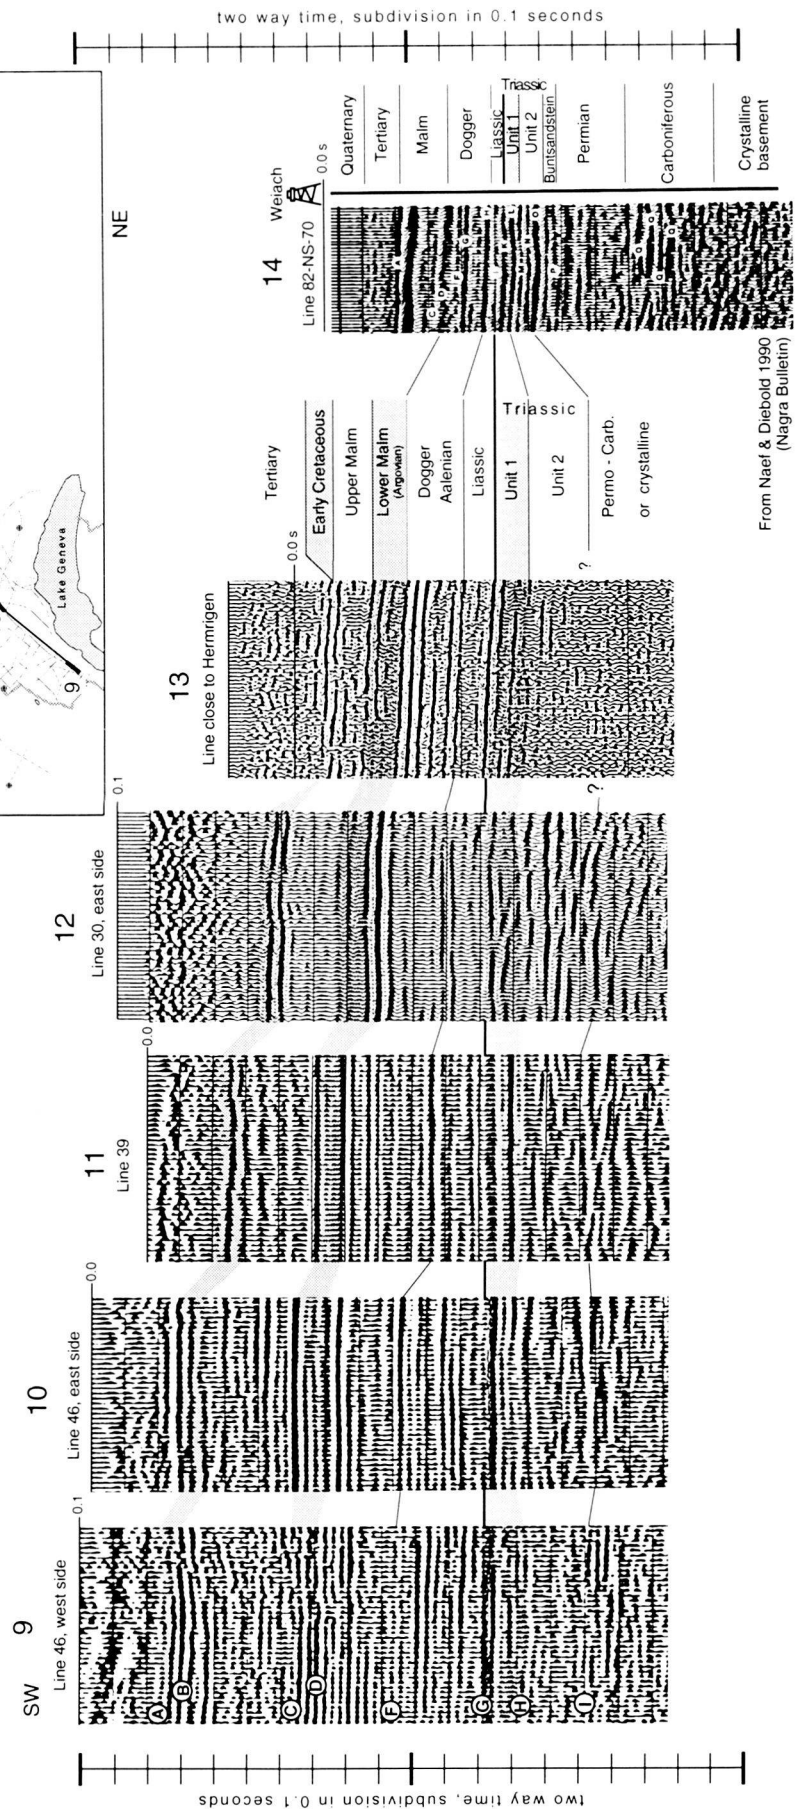 two way time, subdivision in 0.1 seconds
NE
Lake Geneva
9
SW
9
Line 46, west side
0.1
A
B
C
D
F
G
H
I
10
Line 46, east side
0.0
11
Line 39
0.0
12
Line 30, east side
0.1
?
13
Line close to Hermrigen
0.0 s
Tertiary
Early Cretaceous
Upper Malm
Lower Malm
(Argovian)
Dogger
Aalenian
Liassic
Triassic
Unit 1
Unit 2
?
Permo - Carb.
or crystalline
14
Line 82-NS-70
Weiach
0.0 s
A
C
D
F
G
K
L
M
N
O
P
Q
Q
Q
Q
Quaternary
Tertiary
Malm
Dogger
Liassic
Triassic
Unit 1
Unit 2
Buntsandstein
Permian
Carboniferous
Crystalline
basement
From Naef & Diebold 1990
(Nagra Bulletin)
two way time, subdivision in 0.1 seconds